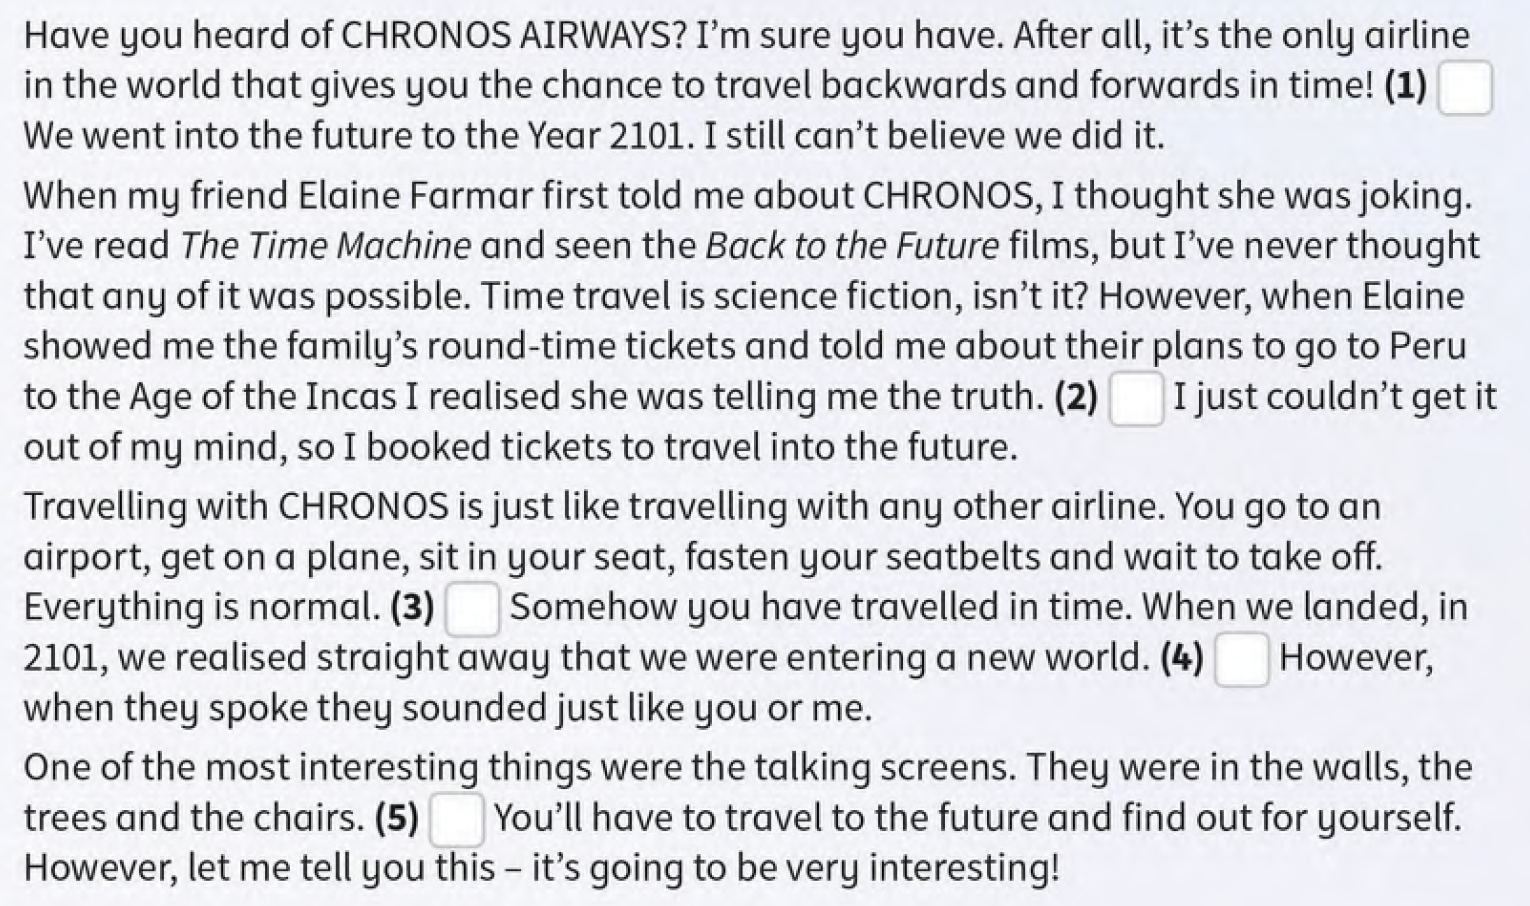 Have you heard of CHRONOS AIRWAYS? I'm sure you have. After all, it's the only airline
in the world that gives you the chance to travel backwards and forwards in time! (1)
We went into the future to the Year 2101. I still can't believe we did it.
When my friend Elaine Farmar first told me about CHRONOS, I thought she was joking.
I've read The Time Machine and seen the Back to the Future films, but I've never thought
that any of it was possible. Time travel is science fiction, isn't it? However, when Elaine
showed me the family's round-time tickets and told me about their plans to go to Peru
to the Age of the Incas I realised she was telling me the truth. (2) I just couldn't get it
out of my mind, so I booked tickets to travel into the future.
Travelling with CHRONOS is just like travelling with any other airline. You go to an
airport, get on a plane, sit in your seat, fasten your seatbelts and wait to take off.
Everything is normal. (3) Somehow you have travelled in time. When we landed, in
2101, we realised straight away that we were entering a new world. (4) However,
when they spoke they sounded just like you or me.
One of the most interesting things were the talking screens. They were in the walls, the
trees and the chairs. (5) You'll have to travel to the future and find out for yourself.
However, let me tell you this – it's going to be very interesting!